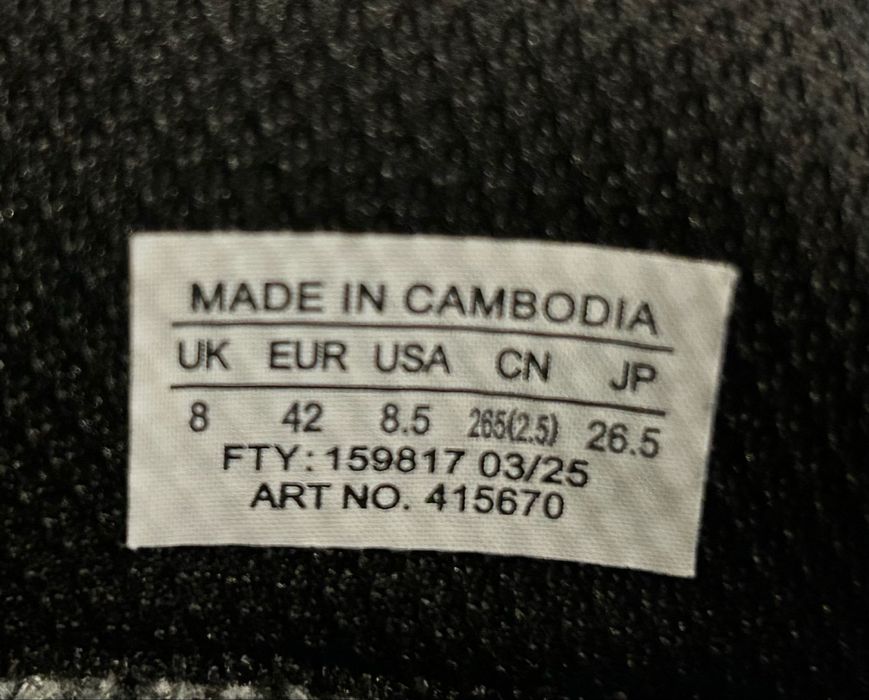 MADE IN CAMBODIA
UK EUR USA CN JP
8 42 8.5 265(2.5) 26.5
FTY: 159817 03/25
ART NO. 415670